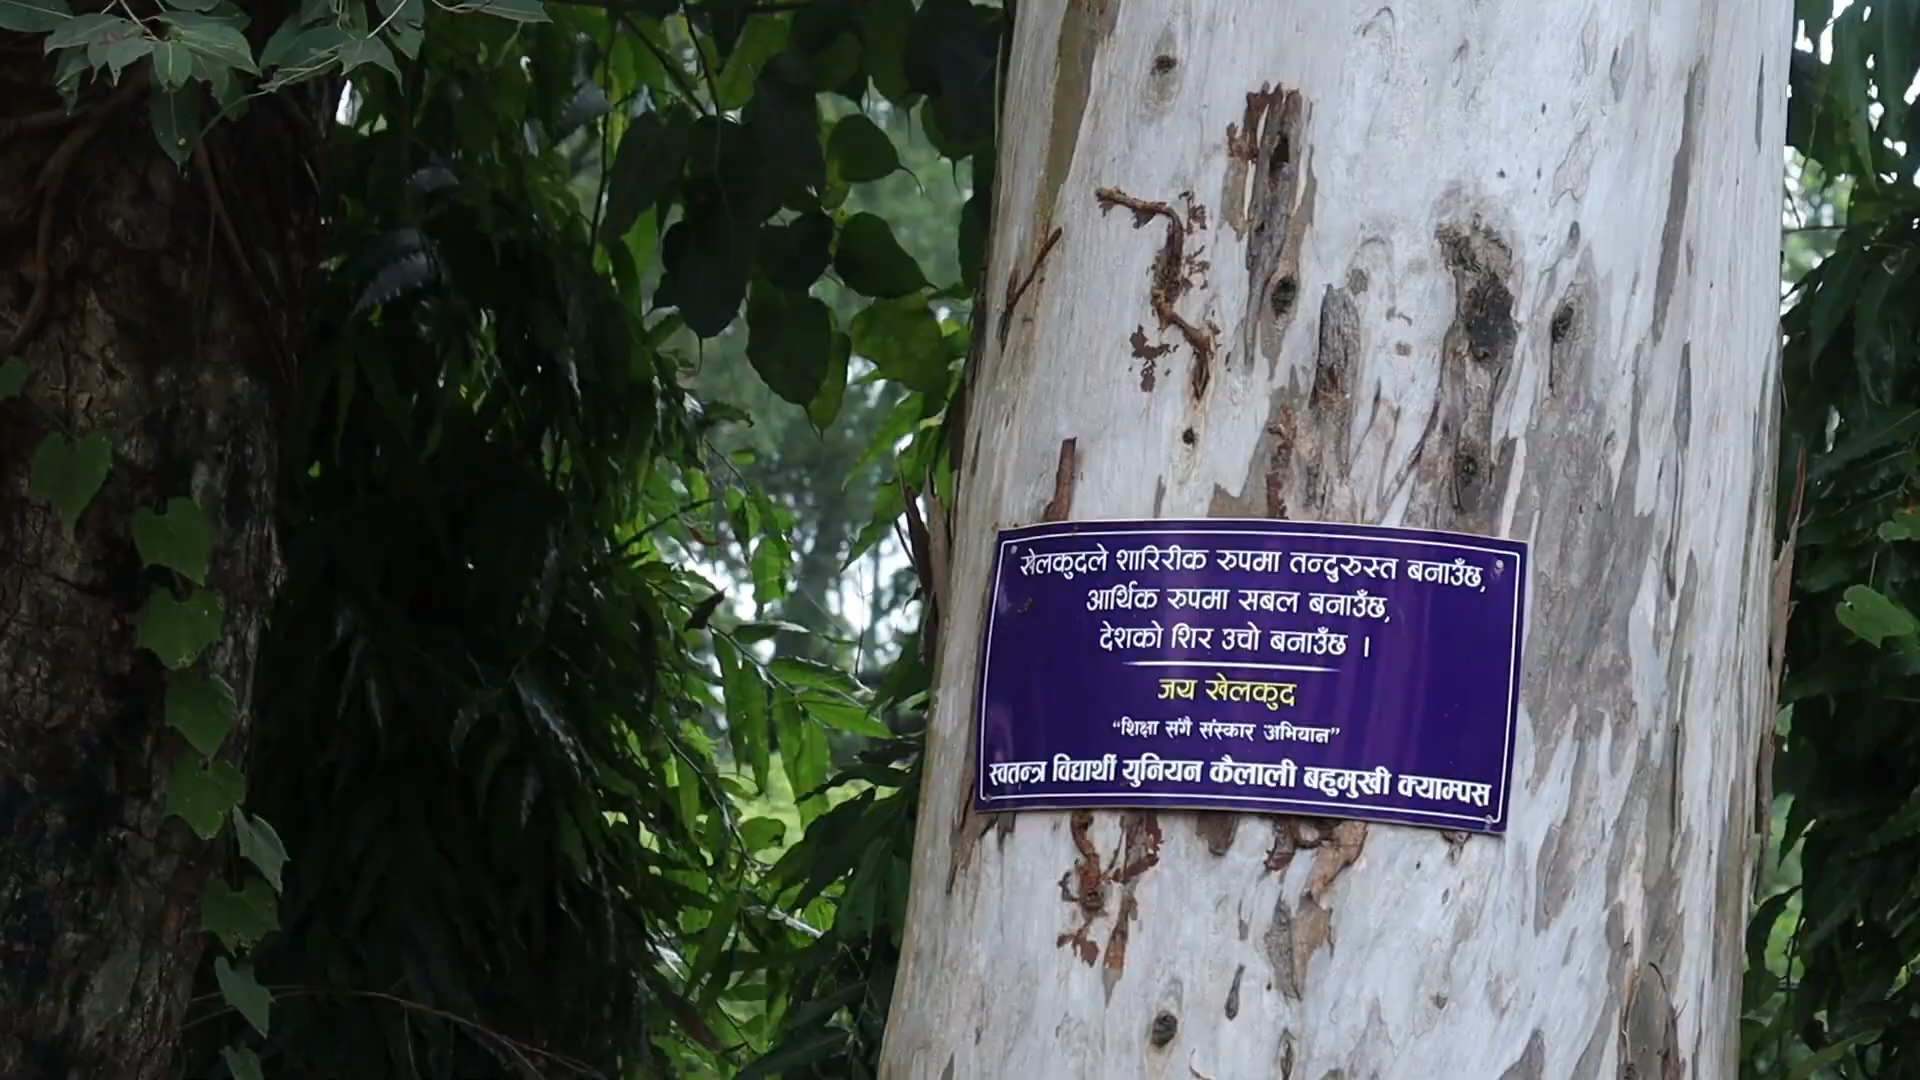 खेलकुदले शारिरीक रुपमा तन्दुरुस्त बनाउँछ,
आर्थिक रुपमा सबल बनाउँछ,
देशको शिर उचो बनाउँछ ।
जय खेलकुद
“शिक्षा संगै संस्कार अभियान”
स्वतन्त्र विद्यार्थी युनियन कैलाली बहुमुखी क्याम्पस